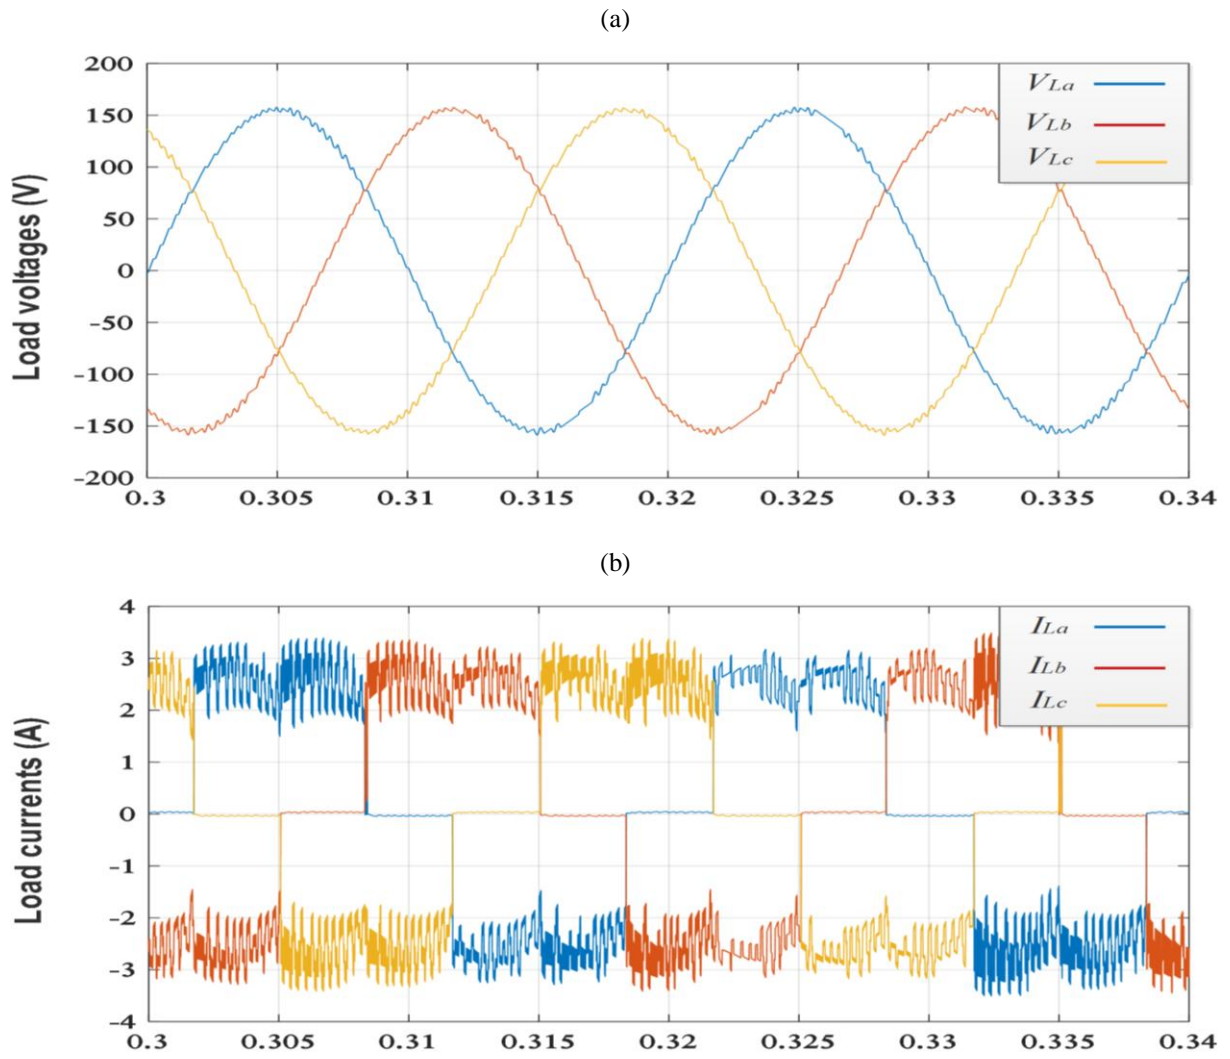 (a)
200
150
100
50
0
-50
-100
-150
-200
Load voltages (V)
VLa
VLb
VLc
0.3 0.305 0.31 0.315 0.32 0.325 0.33 0.335 0.34
(b)
4
3
2
1
0
-1
-2
-3
-4
Load currents (A)
ILa
ILb
ILc
0.3 0.305 0.31 0.315 0.32 0.325 0.33 0.335 0.34